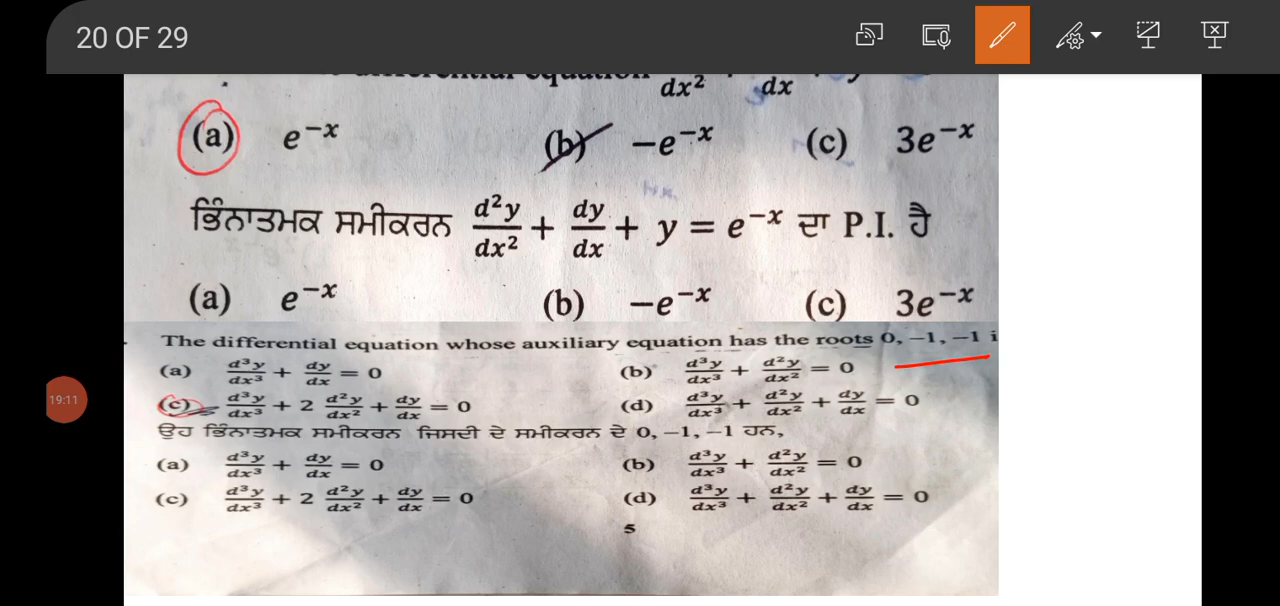 20 OF 29
differential equation d²y/dx² dy/dx
(a) e⁻ˣ (b) −e⁻ˣ (c) 3e⁻ˣ
ਭਿੰਨਾਤਮਕ ਸਮੀਕਰਨ d²y/dx² + dy/dx + y = e⁻ˣ ਦਾ P.I. ਹੈ
(a) e⁻ˣ (b) −e⁻ˣ (c) 3e⁻ˣ
The differential equation whose auxiliary equation has the roots 0, −1, −1 i
(a) d³y/dx³ + dy/dx = 0 (b) d³y/dx³ + d²y/dx² = 0
(c) d³y/dx³ + 2 d²y/dx² + dy/dx = 0 (d) d³y/dx³ + d²y/dx² + dy/dx = 0
ਉਹ ਭਿੰਨਾਤਮਕ ਸਮੀਕਰਨ ਜਿਸਦੀ ਦੇ ਸਮੀਕਰਨ ਦੇ 0, −1, −1 ਹਨ,
(a) d³y/dx³ + dy/dx = 0 (b) d³y/dx³ + d²y/dx² = 0
(c) d³y/dx³ + 2 d²y/dx² + dy/dx = 0 (d) d³y/dx³ + d²y/dx² + dy/dx = 0
5
19:11